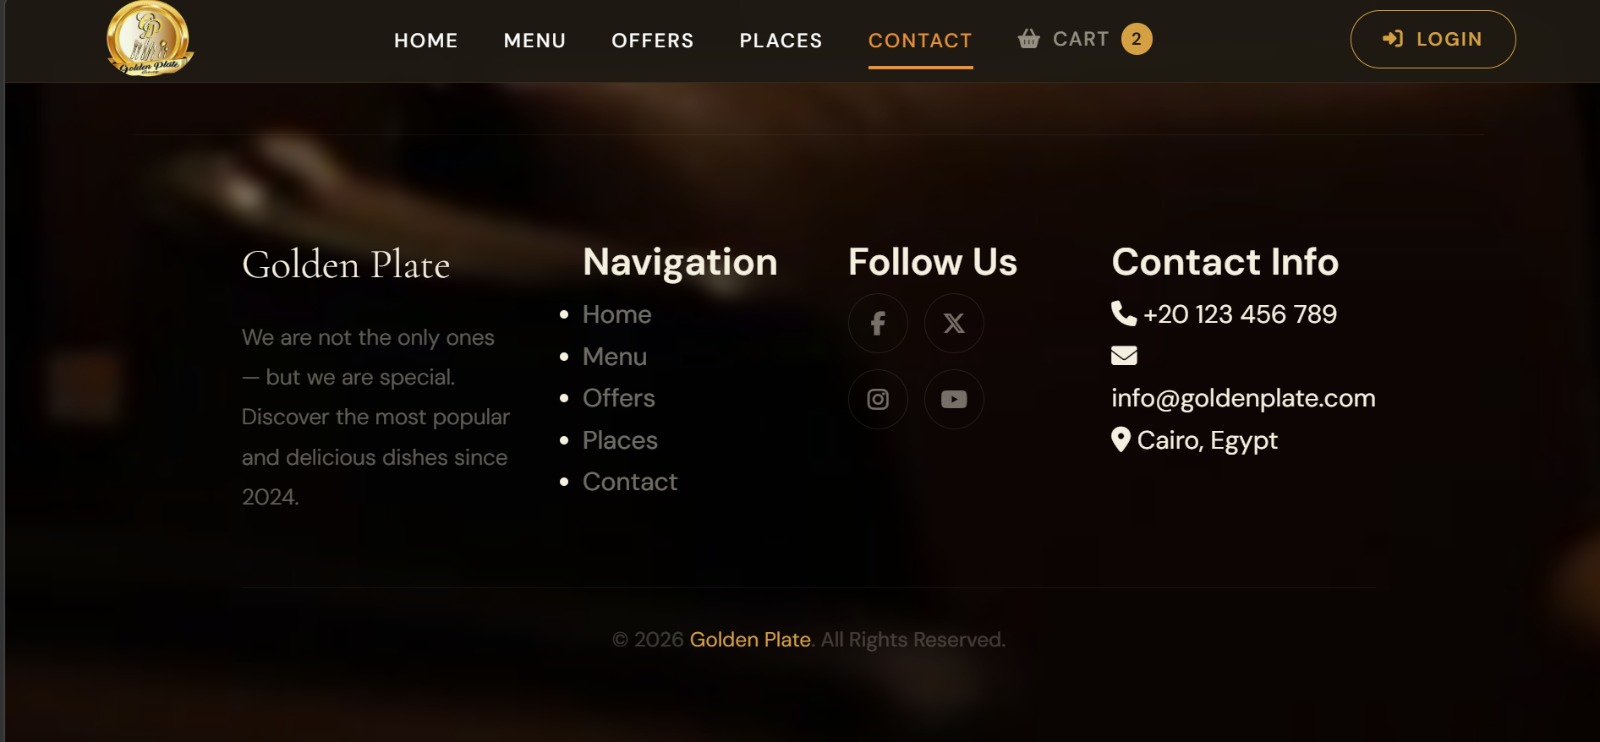 Golden Plate
HOME
MENU
OFFERS
PLACES
CONTACT
CART 2
LOGIN
Golden Plate
We are not the only ones
— but we are special.
Discover the most popular
and delicious dishes since
2024.
Navigation
Home
Menu
Offers
Places
Contact
Follow Us
Contact Info
+20 123 456 789
info@goldenplate.com
Cairo, Egypt
© 2026 Golden Plate. All Rights Reserved.